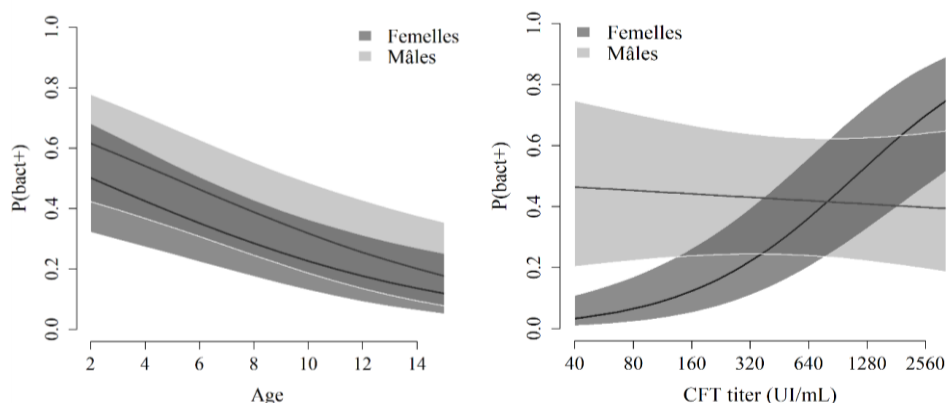 Femelles
Mâles
P(bact+)
0.0 0.2 0.4 0.6 0.8 1.0
2 4 6 8 10 12 14
Age
Femelles
Mâles
P(bact+)
0.0 0.2 0.4 0.6 0.8 1.0
40 80 160 320 640 1280 2560
CFT titer (UI/mL)